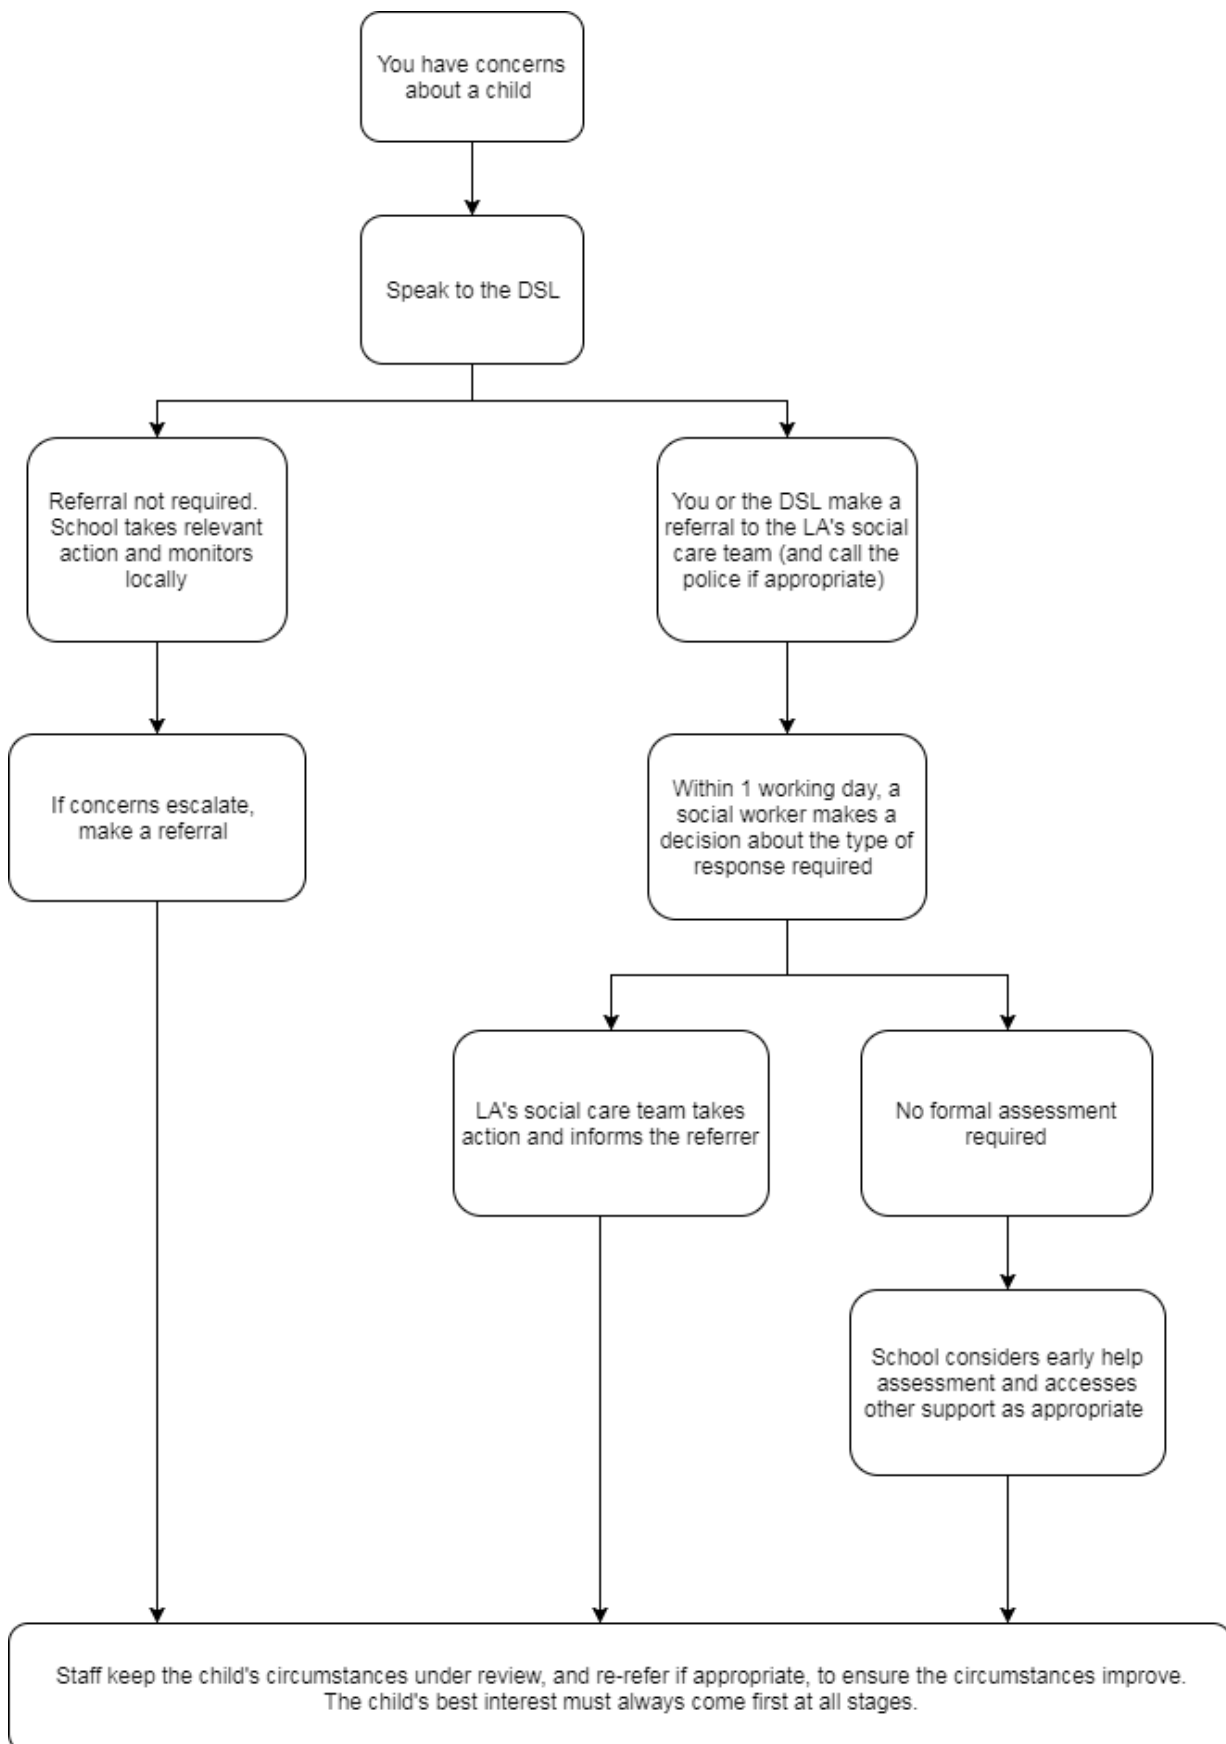 You have concerns
about a child
Speak to the DSL
Referral not required.
School takes relevant
action and monitors
locally
You or the DSL make a
referral to the LA's social
care team (and call the
police if appropriate)
If concerns escalate,
make a referral
Within 1 working day, a
social worker makes a
decision about the type of
response required
LA's social care team takes
action and informs the referrer
No formal assessment
required
School considers early help
assessment and accesses
other support as appropriate
Staff keep the child's circumstances under review, and re-refer if appropriate, to ensure the circumstances improve.
The child's best interest must always come first at all stages.